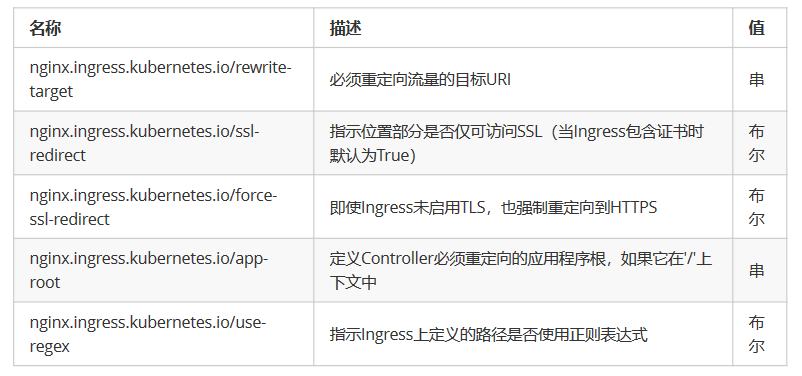 名称 描述 值
nginx.ingress.kubernetes.io/rewrite-
target
必须重定向流量的目标URI
串
nginx.ingress.kubernetes.io/ssl-
redirect
指示位置部分是否仅可访问SSL（当Ingress包含证书时
默认为True）
布
尔
nginx.ingress.kubernetes.io/force-
ssl-redirect
即使Ingress未启用TLS，也强制重定向到HTTPS
布
尔
nginx.ingress.kubernetes.io/app-
root
定义Controller必须重定向的应用程序根，如果它在'/'上
下文中
串
nginx.ingress.kubernetes.io/use-
regex
指示Ingress上定义的路径是否使用正则表达式
布
尔